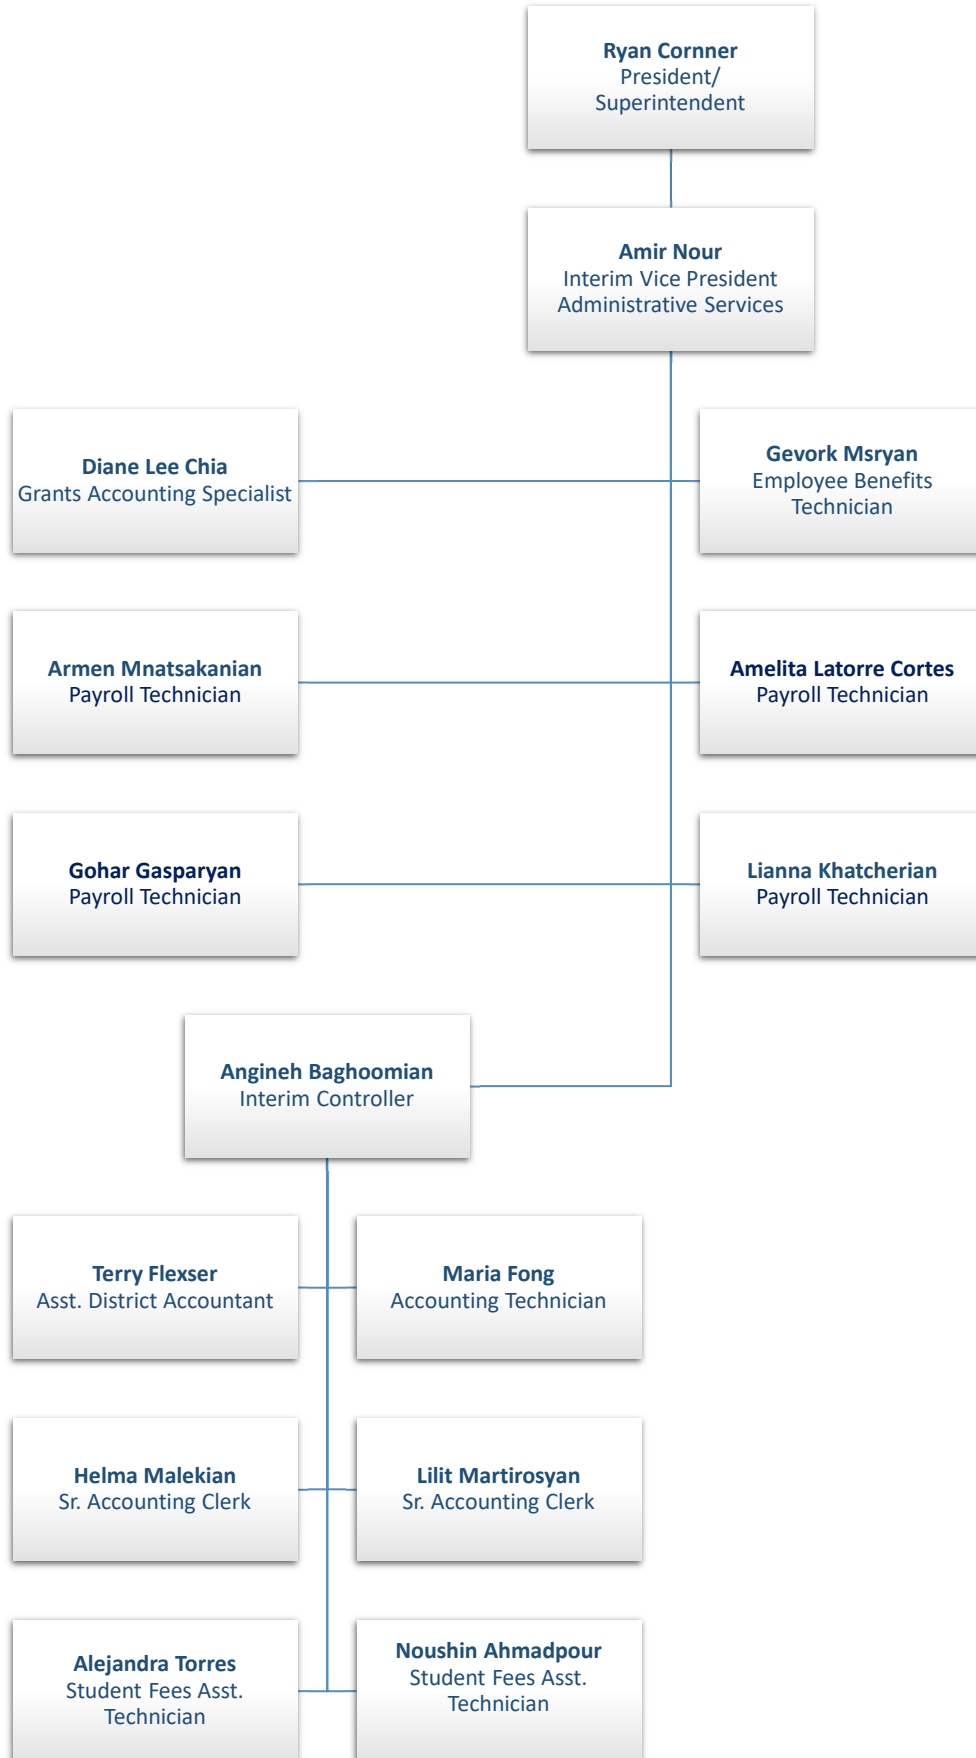 Ryan Cornner
President/
Superintendent
Amir Nour
Interim Vice President
Administrative Services
Diane Lee Chia
Grants Accounting Specialist
Gevork Msryan
Employee Benefits
Technician
Armen Mnatsakanian
Payroll Technician
Amelita Latorre Cortes
Payroll Technician
Gohar Gasparyan
Payroll Technician
Lianna Khatcherian
Payroll Technician
Angineh Baghoomian
Interim Controller
Terry Flexser
Asst. District Accountant
Maria Fong
Accounting Technician
Helma Malekian
Sr. Accounting Clerk
Lilit Martirosyan
Sr. Accounting Clerk
Alejandra Torres
Student Fees Asst.
Technician
Noushin Ahmadpour
Student Fees Asst.
Technician